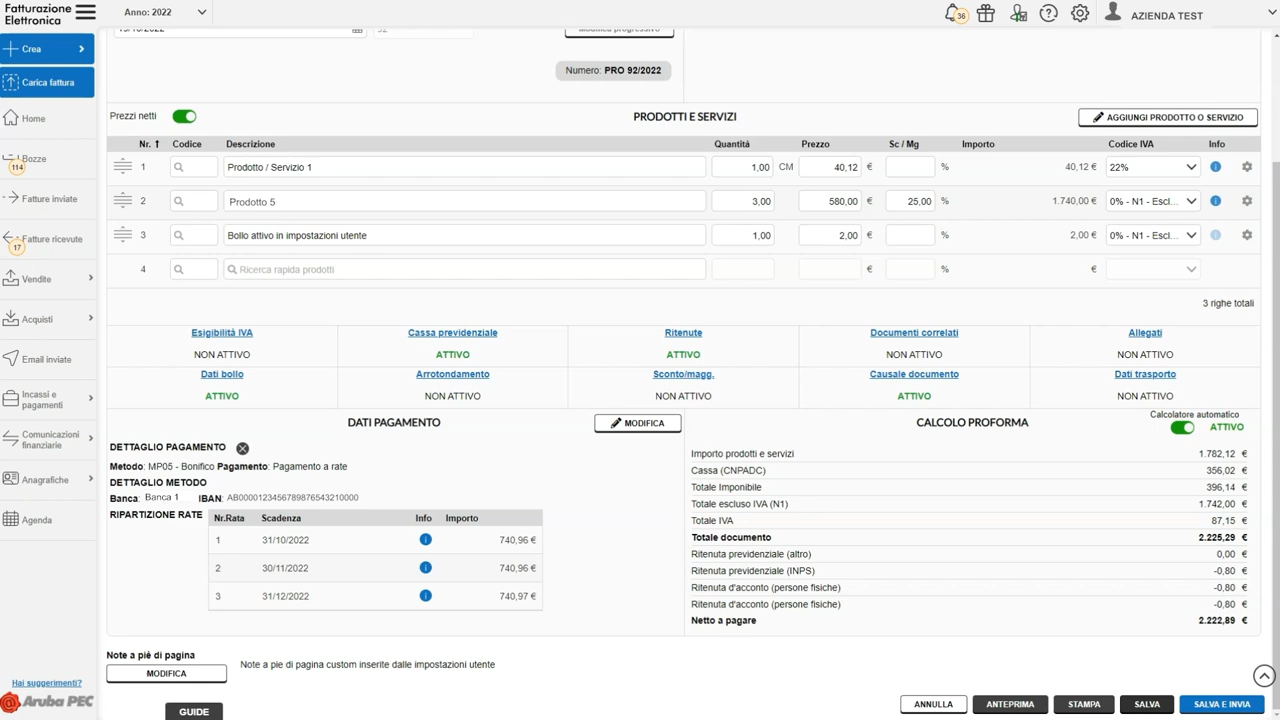 Fatturazione
Elettronica
Anno: 2022
36
AZIENDA TEST
Crea
Carica fattura
Home
Bozze
114
Fatture inviate
Fatture ricevute
17
Vendite
Acquisti
Email inviate
Incassi e
pagamenti
Comunicazioni
finanziarie
Anagrafiche
Agenda
Hai suggerimenti?
Aruba PEC
92
Modifica progressivo
Numero: PRO 92/2022
Prezzi netti
PRODOTTI E SERVIZI
AGGIUNGI PRODOTTO O SERVIZIO
Nr. ↑ Codice Descrizione Quantità Prezzo Sc / Mg Importo Codice IVA Info
1 Prodotto / Servizio 1 1,00 CM 40,12 € % 40,12 € 22%
2 Prodotto 5 3,00 580,00 € 25,00 % 1.740,00 € 0% - N1 - Escl...
3 Bollo attivo in impostazioni utente 1,00 2,00 € % 2,00 € 0% - N1 - Escl...
4 Ricerca rapida prodotti € % €
3 righe totali
Esigibilità IVA Cassa previdenziale Ritenute Documenti correlati Allegati
NON ATTIVO ATTIVO ATTIVO NON ATTIVO NON ATTIVO
Dati bollo Arrotondamento Sconto/magg. Causale documento Dati trasporto
ATTIVO NON ATTIVO NON ATTIVO ATTIVO NON ATTIVO
DATI PAGAMENTO
MODIFICA
DETTAGLIO PAGAMENTO
Metodo: MP05 - Bonifico Pagamento: Pagamento a rate
DETTAGLIO METODO
Banca: Banca 1 IBAN: AB0000123456789876543210000
RIPARTIZIONE RATE
Nr.Rata Scadenza Info Importo
1 31/10/2022 740,96 €
2 30/11/2022 740,96 €
3 31/12/2022 740,97 €
CALCOLO PROFORMA
Calcolatore automatico
ATTIVO
Importo prodotti e servizi 1.782,12 €
Cassa (CNPADC) 356,02 €
Totale Imponibile 396,14 €
Totale escluso IVA (N1) 1.742,00 €
Totale IVA 87,15 €
Totale documento 2.225,29 €
Ritenuta previdenziale (altro) 0,00 €
Ritenuta previdenziale (INPS) -0,80 €
Ritenuta d'acconto (persone fisiche) -0,80 €
Ritenuta d'acconto (persone fisiche) -0,80 €
Netto a pagare 2.222,89 €
Note a piè di pagina
MODIFICA
Note a pie di pagina custom inserite dalle impostazioni utente
GUIDE
ANNULLA
ANTEPRIMA
STAMPA
SALVA
SALVA E INVIA